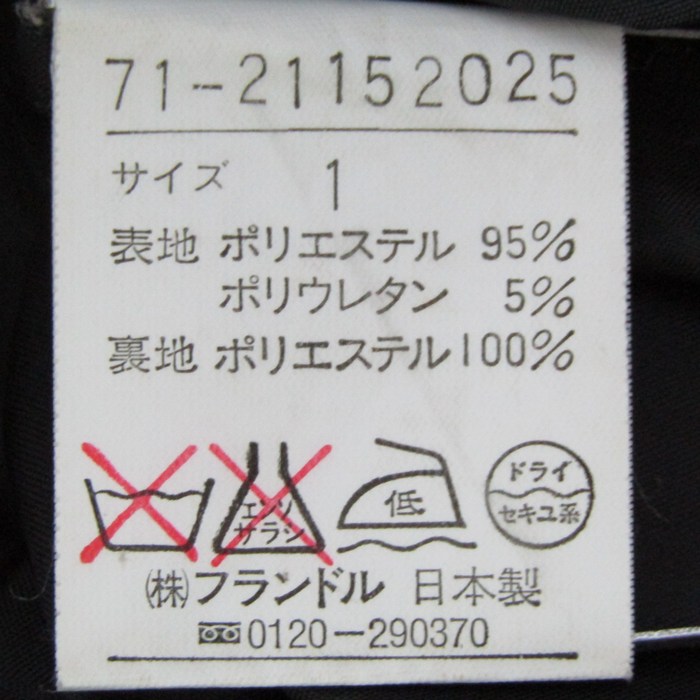 71-21152025
サイズ 1
表地 ポリエステル 95%
ポリウレタン 5%
裏地 ポリエステル 100%
エンソ
サラシ
低
ドライ
セキユ系
(株)フランドル 日本製
0120-290370